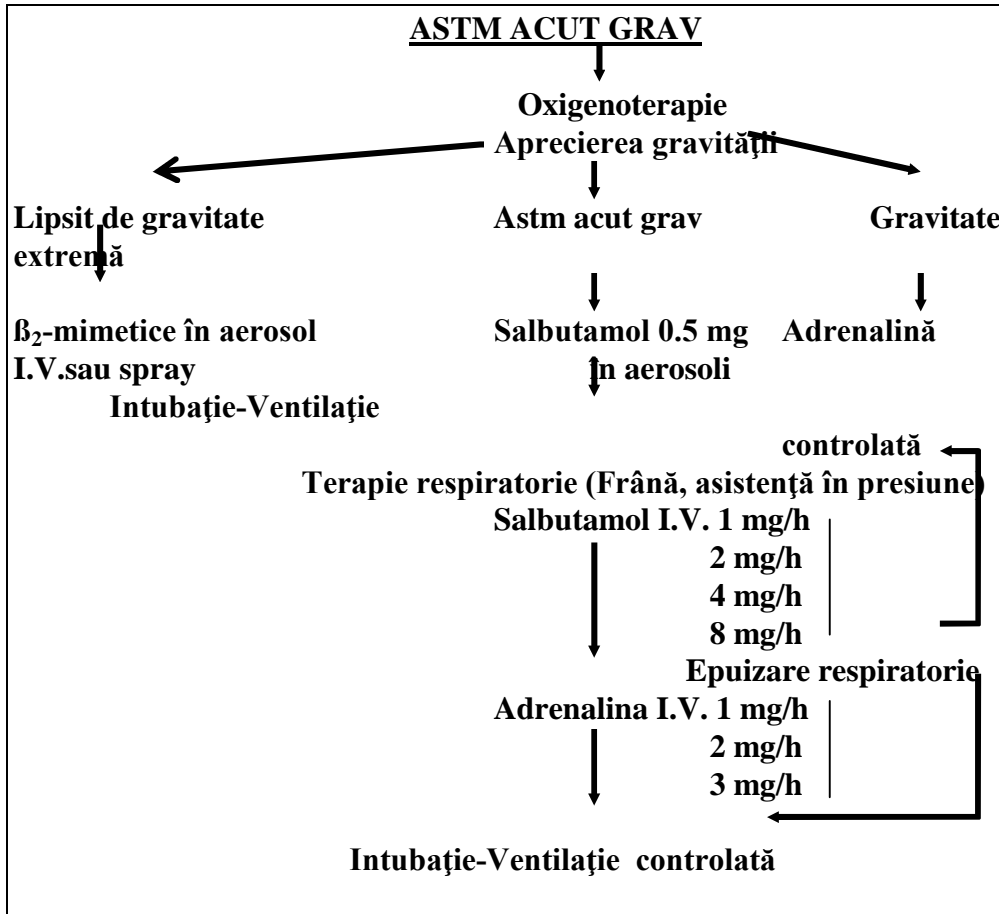 ASTM ACUT GRAV
Oxigenoterapie
Aprecierea gravităţii
Lipsit de gravitate Astm acut grav Gravitate
extremă
ß₂-mimetice în aerosol Salbutamol 0.5 mg Adrenalină
I.V.sau spray în aerosoli
Intubaţie-Ventilaţie
controlată
Terapie respiratorie (Frână, asistenţă în presiune)
Salbutamol I.V. 1 mg/h
2 mg/h
4 mg/h
8 mg/h
Epuizare respiratorie
Adrenalina I.V. 1 mg/h
2 mg/h
3 mg/h
Intubaţie-Ventilaţie controlată